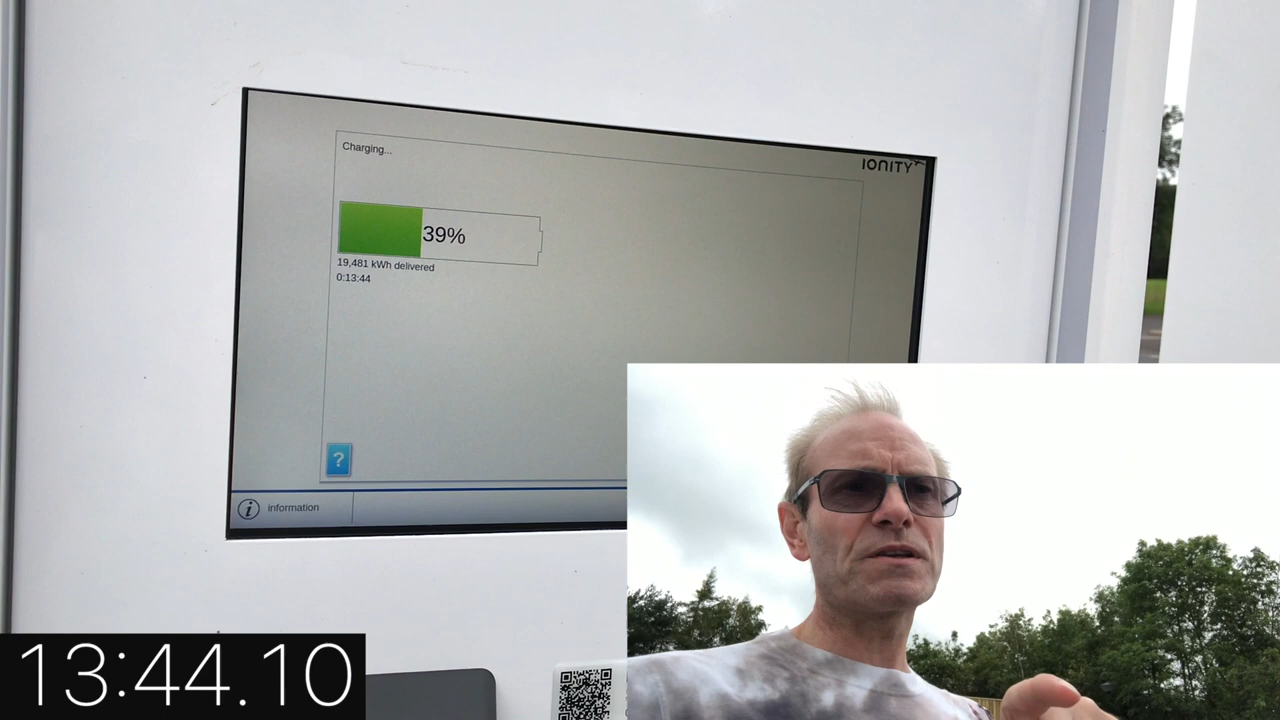 Charging...
IONITY
39%
19,481 kWh delivered
0:13:44
?
i information
13:44.10